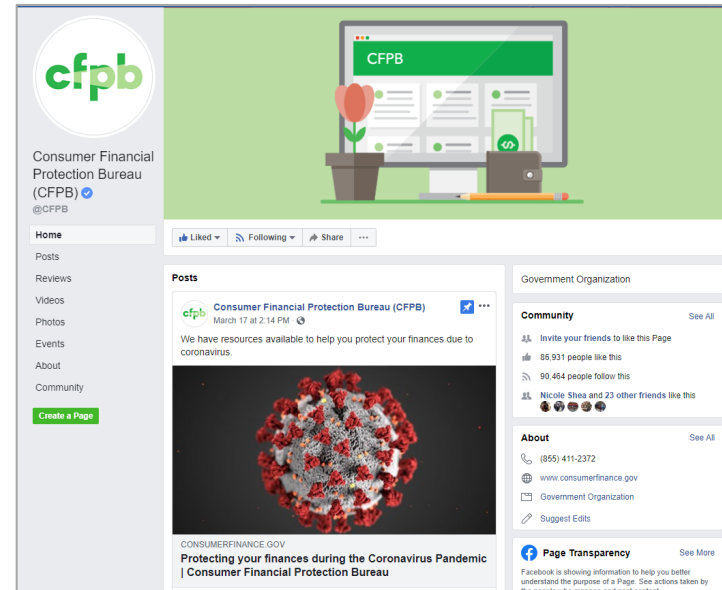 cfpb
Consumer Financial
Protection Bureau
(CFPB)
@CFPB
Home
Posts
Reviews
Videos
Photos
Events
About
Community
Create a Page
CFPB
Liked
Following
Share
Posts
cfpb
Consumer Financial Protection Bureau (CFPB)
March 17 at 2:14 PM ·
We have resources available to help you protect your finances due to
coronavirus.
CONSUMERFINANCE.GOV
Protecting your finances during the Coronavirus Pandemic
| Consumer Financial Protection Bureau
Government Organization
Community See All
Invite your friends to like this Page
86,931 people like this
90,464 people follow this
Nicole Shea and 23 other friends like this
About See All
(855) 411-2372
www.consumerfinance.gov
Government Organization
Suggest Edits
Page Transparency See More
Facebook is showing information to help you better
understand the purpose of a Page. See actions taken by